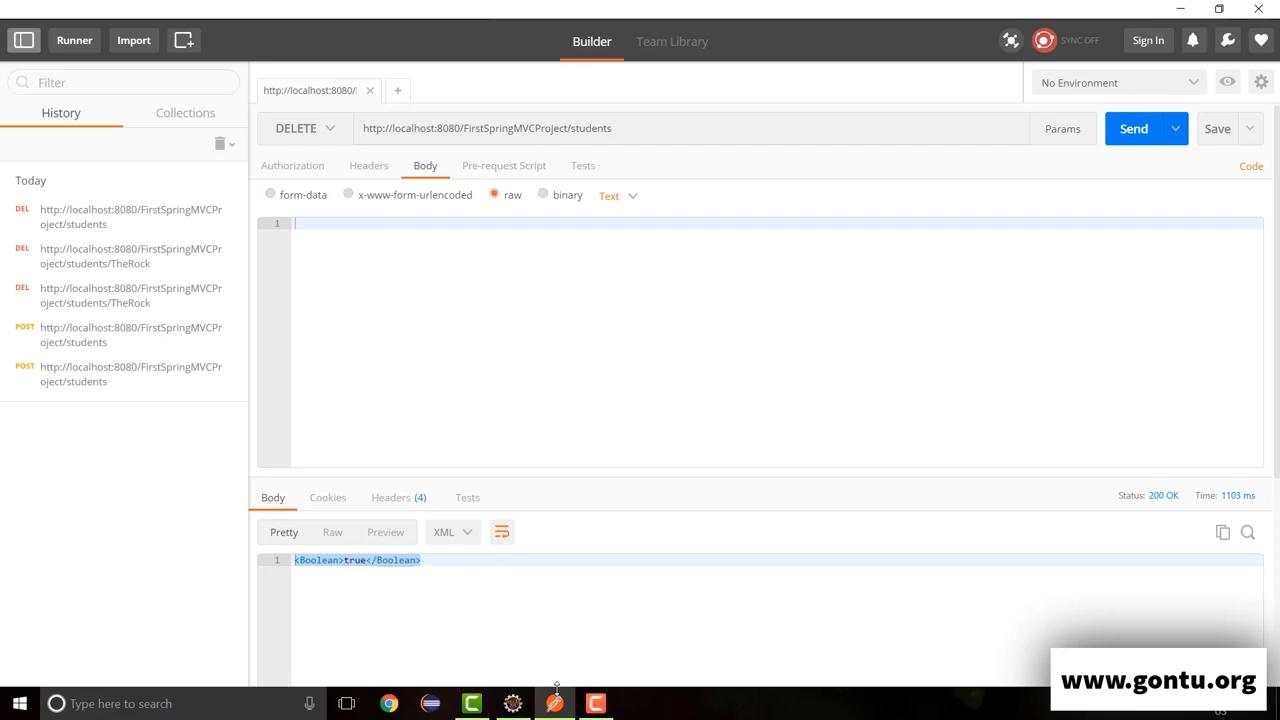 Runner
Import
Builder
Team Library
SYNC OFF
Sign In
Filter
History
Collections
Today
DEL http://localhost:8080/FirstSpringMVCPr
oject/students
DEL http://localhost:8080/FirstSpringMVCPr
oject/students/TheRock
DEL http://localhost:8080/FirstSpringMVCPr
oject/students/TheRock
POST http://localhost:8080/FirstSpringMVCPr
oject/students
POST http://localhost:8080/FirstSpringMVCPr
oject/students
http://localhost:8080/
No Environment
DELETE http://localhost:8080/FirstSpringMVCProject/students Params Send Save
Authorization Headers Body Pre-request Script Tests Code
form-data x-www-form-urlencoded raw binary Text
1
Body Cookies Headers (4) Tests Status: 200 OK Time: 1103 ms
Pretty Raw Preview XML
1 <Boolean>true</Boolean>
www.gontu.org
Type here to search